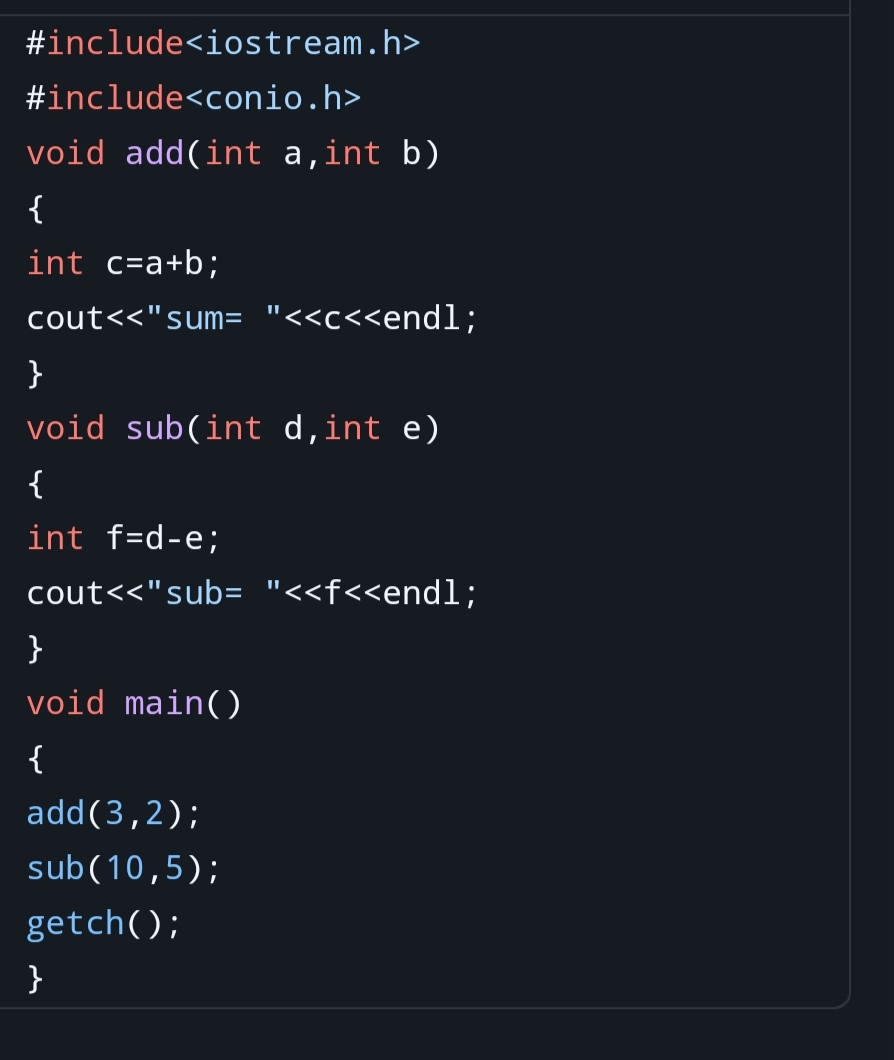 #include<iostream.h>
#include<conio.h>
void add(int a,int b)
{
int c=a+b;
cout<<"sum= "<<c<<endl;
}
void sub(int d,int e)
{
int f=d-e;
cout<<"sub= "<<f<<endl;
}
void main()
{
add(3,2);
sub(10,5);
getch();
}